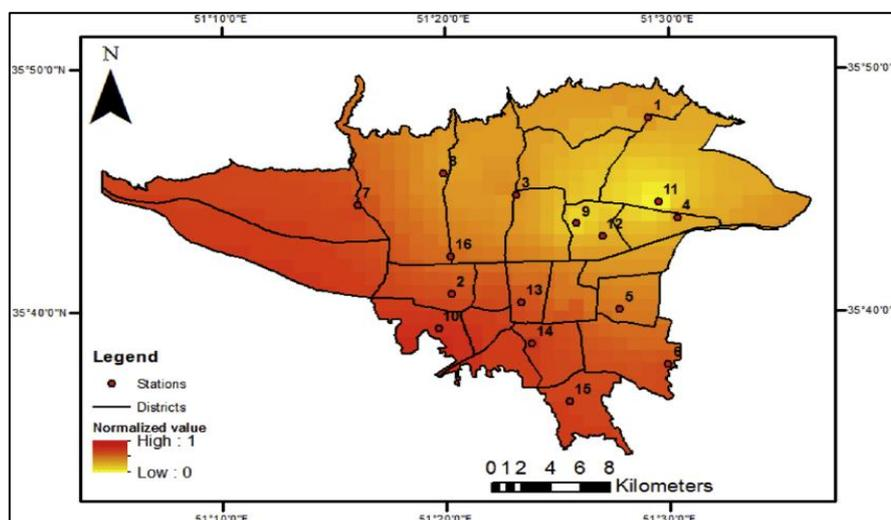 51°10'0"E 51°20'0"E 51°30'0"E
35°50'0"N 35°50'0"N
N
1
8
11
7 3 4
9
12
16
2
13 5
35°40'0"N 35°40'0"N
10
14
6
15
Legend
Stations
Districts
Normalized value
High : 1
Low : 0
0 1 2 4 6 8
Kilometers
51°10'0"E 51°20'0"E 51°30'0"E